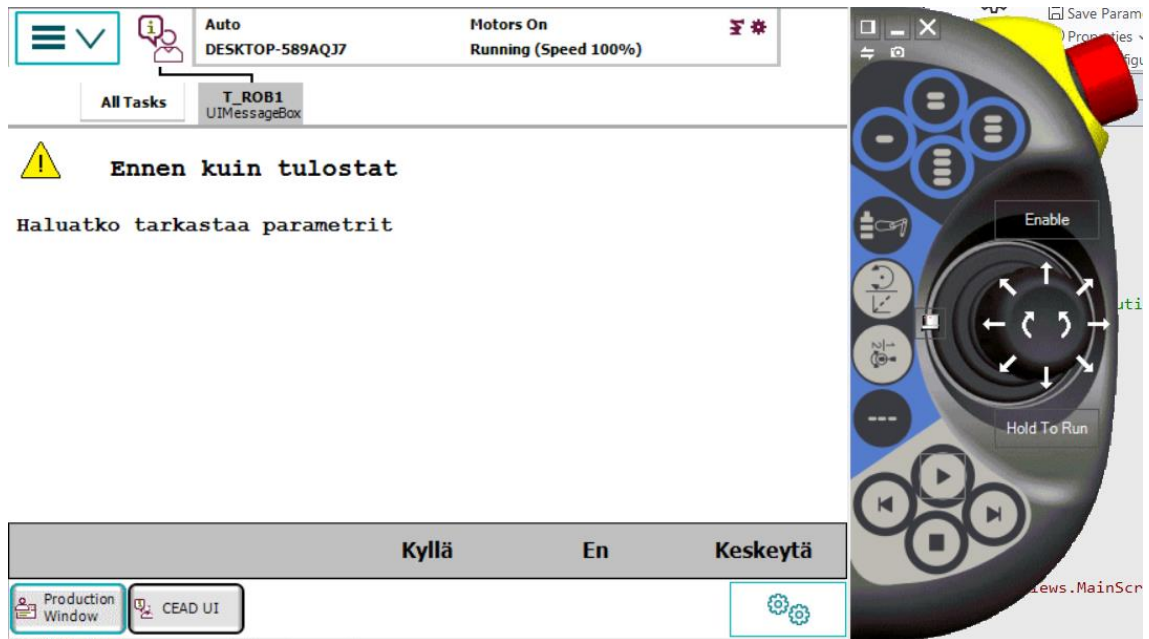 Auto
DESKTOP-589AQJ7
Motors On
Running (Speed 100%)
All Tasks
T_ROB1
UIMessageBox
Ennen kuin tulostat
Haluatko tarkastaa parametrit
Kyllä
En
Keskeytä
Production
Window
CEAD UI
Enable
Hold To Run
Save Param